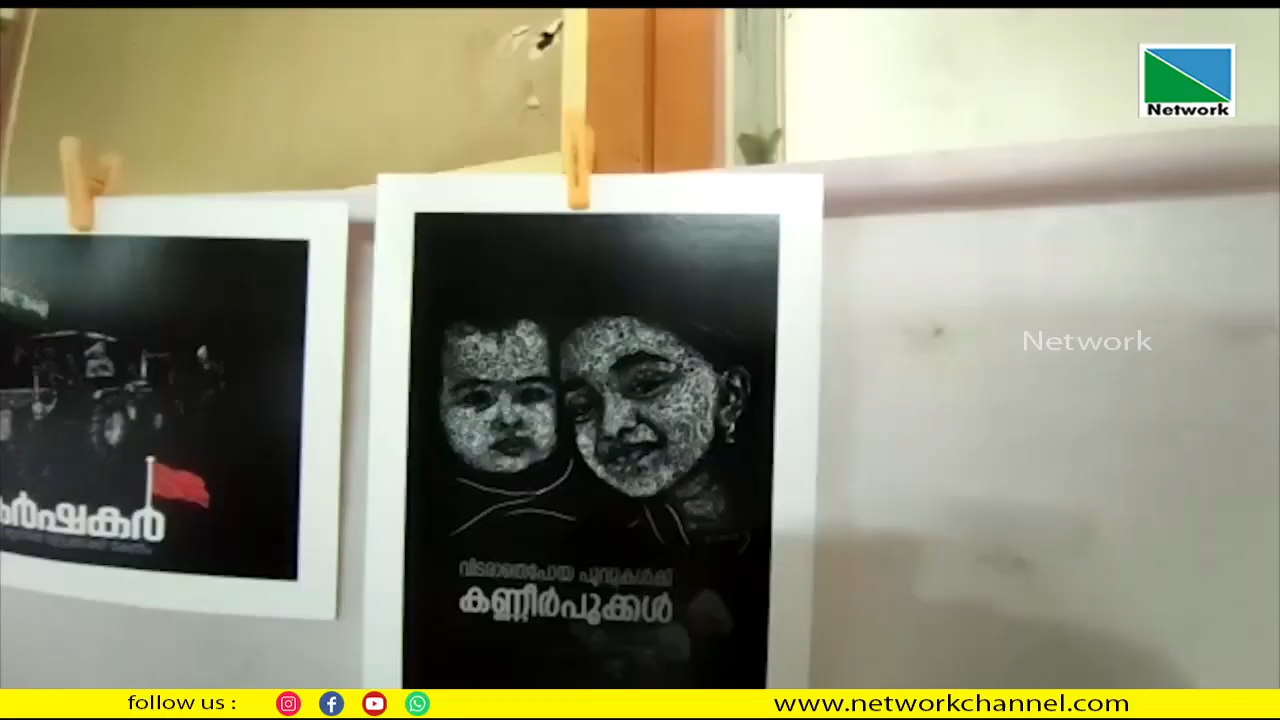 Network
Network
കർഷകർ
വിടരാതെപോയ പൂവുകൾക്ക്
കണ്ണീർപൂക്കൾ
follow us :
www.networkchannel.com